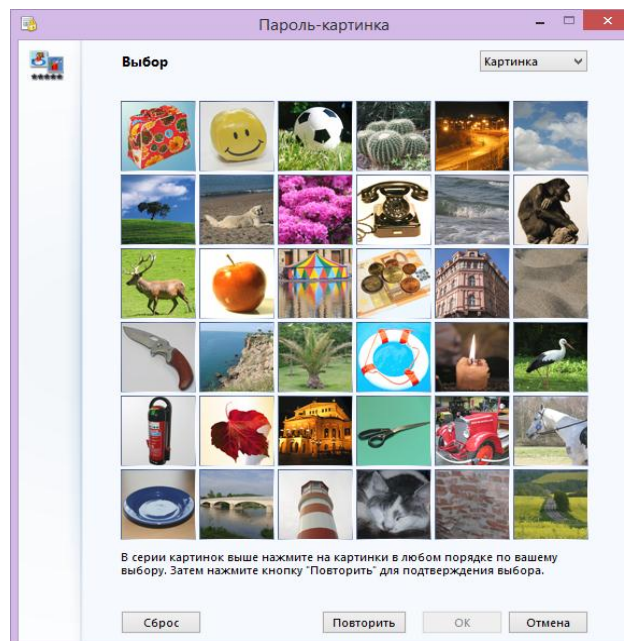 Пароль-картинка
Выбор
Картинка
В серии картинок выше нажмите на картинки в любом порядке по вашему
выбору. Затем нажмите кнопку "Повторить" для подтверждения выбора.
Сброс
Повторить
ОК
Отмена